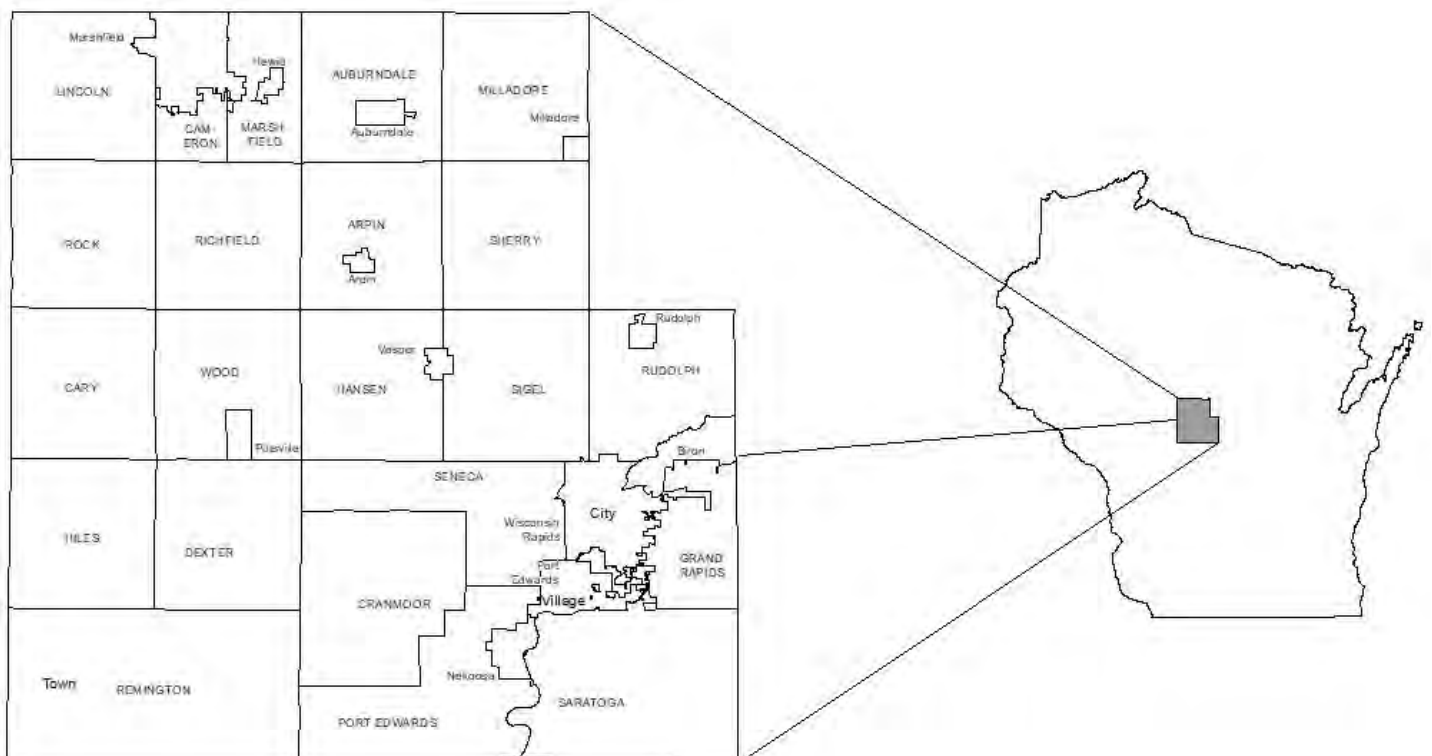 Marshfield
Hewitt
AUBURNDALE
LINCOLN
MILLADORE
Milladore
CAM-
ERON
MARSH
FIELD
Auburndale
ARPIN
ROCK
RICHFIELD
SHERRY
Arpin
Rudolph
Vesper
WOOD
RUDOLPH
CARY
HANSEN
SIGEL
Pittsville
Biron
SENECA
City
Wisconsin
Rapids
HILES
DEXTER
GRAND
RAPIDS
Port
Edwards
Village
CRANMOOR
Nekoosa
Town
REMINGTON
SARATOGA
PORT EDWARDS